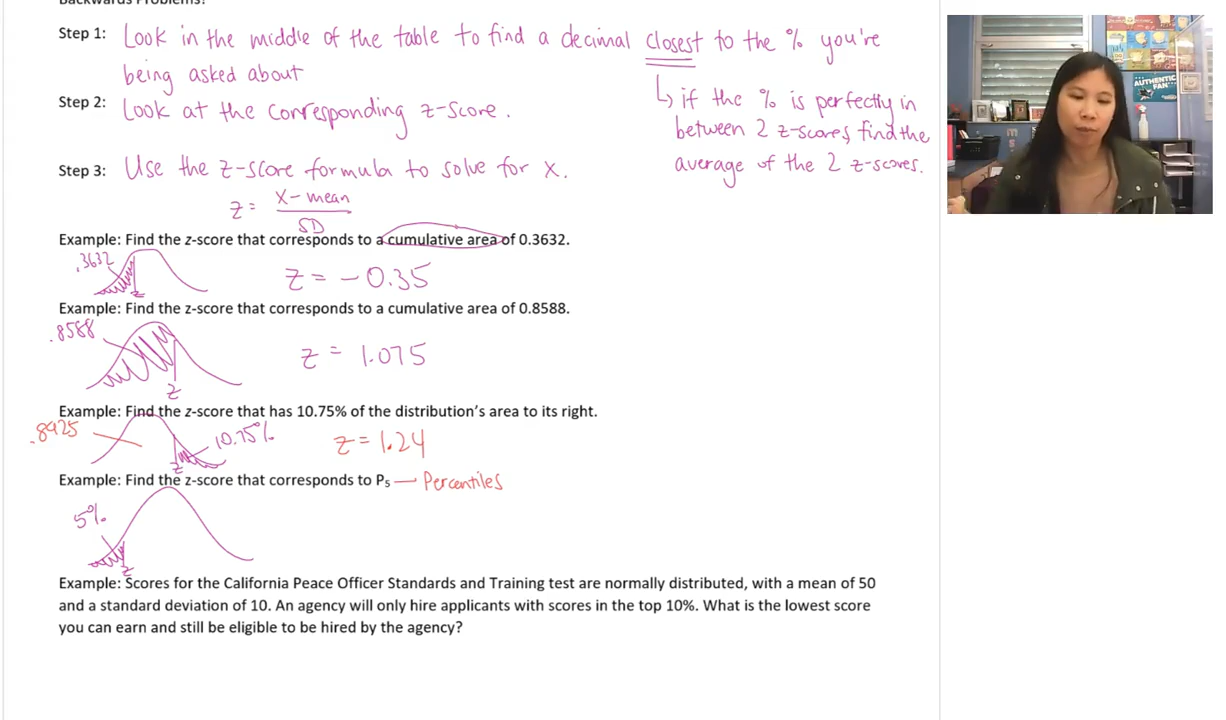 Backwards Problems!
Step 1: Look in the middle of the table to find a decimal closest to the % you're
being asked about
↳ if the % is perfectly in
between 2 z-scores, find the
average of the 2 z-scores.
Step 2: Look at the corresponding z-score.
Step 3: Use the z-score formula to solve for x.
z = x - mean
SD
Example: Find the z-score that corresponds to a cumulative area of 0.3632.
.3632
z
z = -0.35
Example: Find the z-score that corresponds to a cumulative area of 0.8588.
.8588
z
z = 1.075
Example: Find the z-score that has 10.75% of the distribution's area to its right.
.8925
10.75%
z
z = 1.24
Example: Find the z-score that corresponds to P₅ — Percentiles
5%
z
Example: Scores for the California Peace Officer Standards and Training test are normally distributed, with a mean of 50
and a standard deviation of 10. An agency will only hire applicants with scores in the top 10%. What is the lowest score
you can earn and still be eligible to be hired by the agency?
AUTHENTIC
FAN